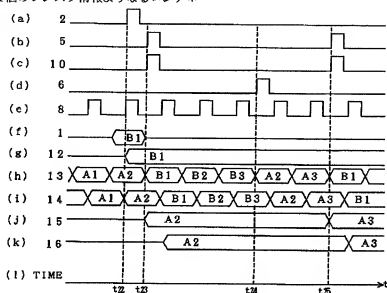 (a) 2
(b) 5
(c) 10
(d) 6
(e) 8
(f) 1 B1
(g) 12 B1
(h) 13 A1 A2 B1 B2 B3 A2 A3 B1
(i) 14 A1 A2 B1 B2 B3 A2 A3 B1
(j) 15 A2 A3
(k) 16 A2 A3
(l) TIME
t22 t23 t24 t25